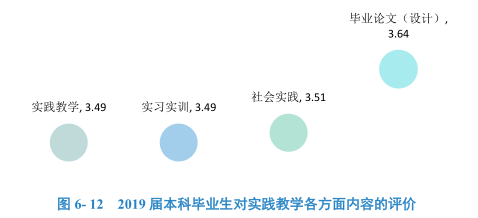 毕业论文（设计）,
3.64
实践教学, 3.49
实习实训, 3.49
社会实践, 3.51
图 6- 12 2019 届本科毕业生对实践教学各方面内容的评价